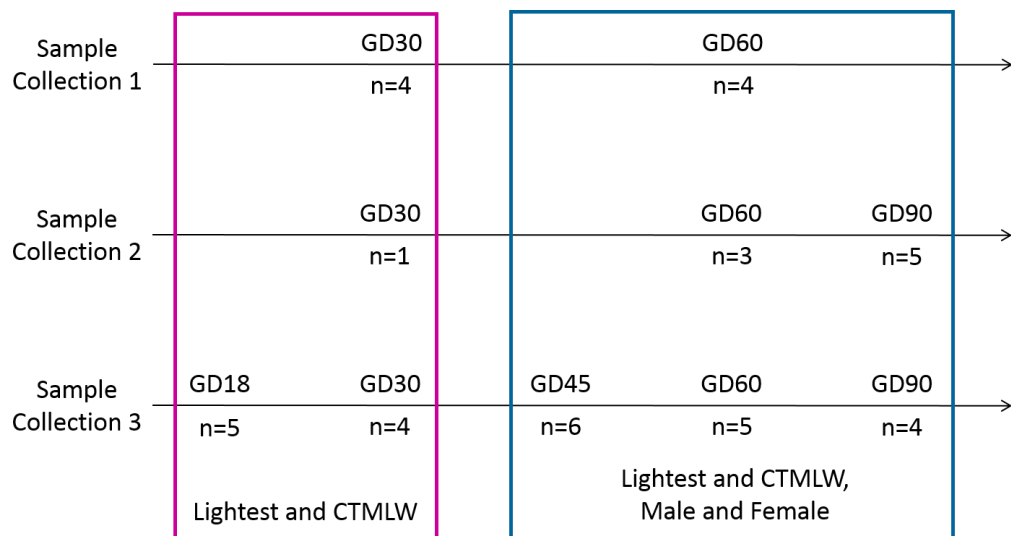 Sample
Collection 1
GD30
GD60
n=4
n=4
Sample
Collection 2
GD30
GD60
GD90
n=1
n=3
n=5
Sample
Collection 3
GD18
GD30
GD45
GD60
GD90
n=5
n=4
n=6
n=5
n=4
Lightest and CTMLW
Lightest and CTMLW,
Male and Female